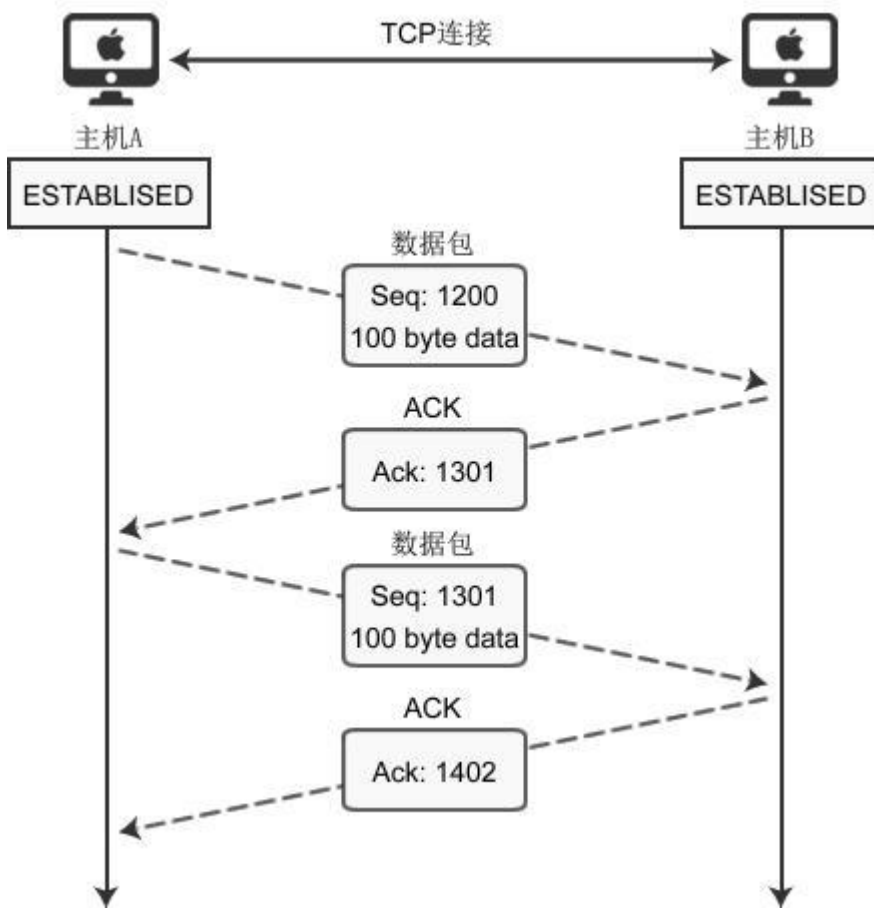 TCP连接
主机A
主机B
ESTABLISED
ESTABLISED
数据包
Seq: 1200
100 byte data
ACK
Ack: 1301
数据包
Seq: 1301
100 byte data
ACK
Ack: 1402